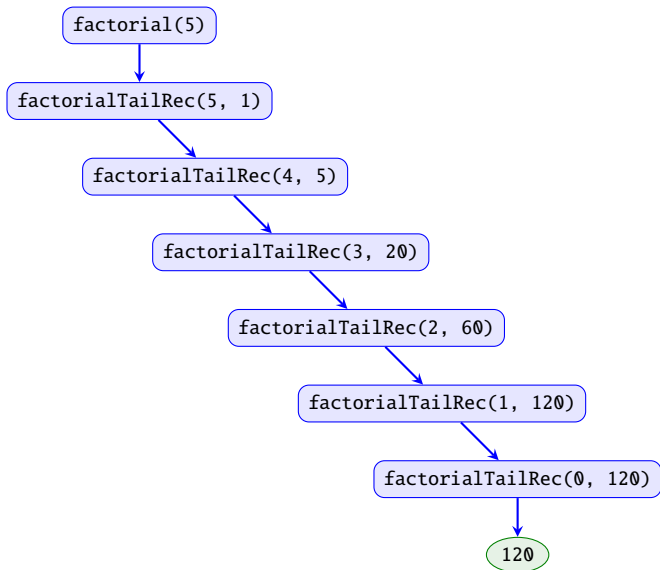 factorial(5)
factorialTailRec(5, 1)
factorialTailRec(4, 5)
factorialTailRec(3, 20)
factorialTailRec(2, 60)
factorialTailRec(1, 120)
factorialTailRec(0, 120)
120